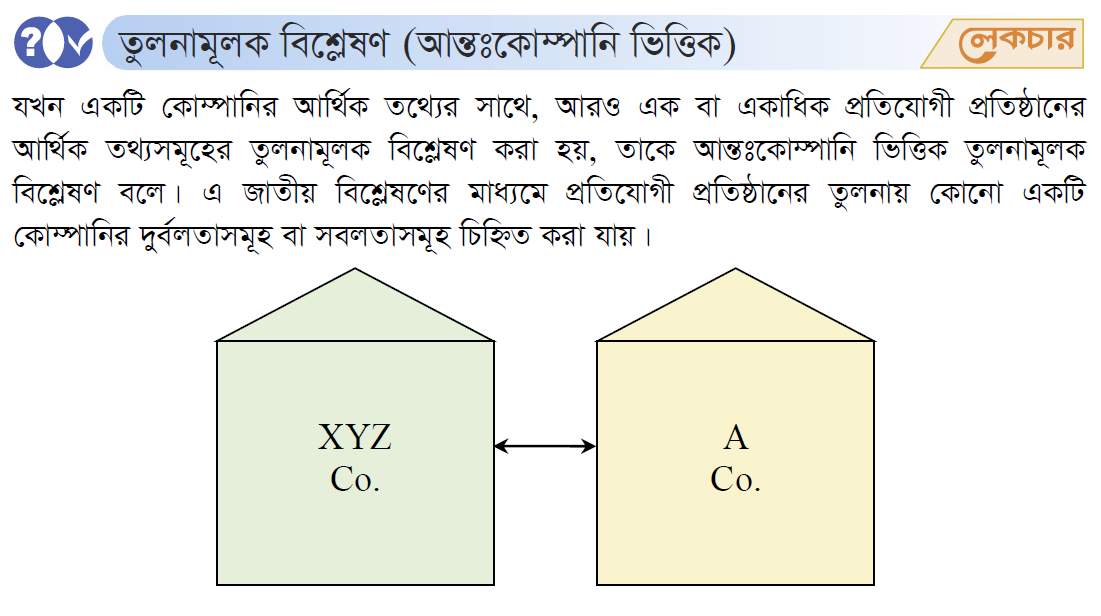 ? তুলনামূলক বিশ্লেষণ (আন্তঃকোম্পানি ভিত্তিক)
লেকচার
যখন একটি কোম্পানির আর্থিক তথ্যের সাথে, আরও এক বা একাধিক প্রতিযোগী প্রতিষ্ঠানের
আর্থিক তথ্যসমূহের তুলনামূলক বিশ্লেষণ করা হয়, তাকে আন্তঃকোম্পানি ভিত্তিক তুলনামূলক
বিশ্লেষণ বলে। এ জাতীয় বিশ্লেষণের মাধ্যমে প্রতিযোগী প্রতিষ্ঠানের তুলনায় কোনো একটি
কোম্পানির দুর্বলতাসমূহ বা সবলতাসমূহ চিহ্নিত করা যায়।
XYZ
Co.
A
Co.